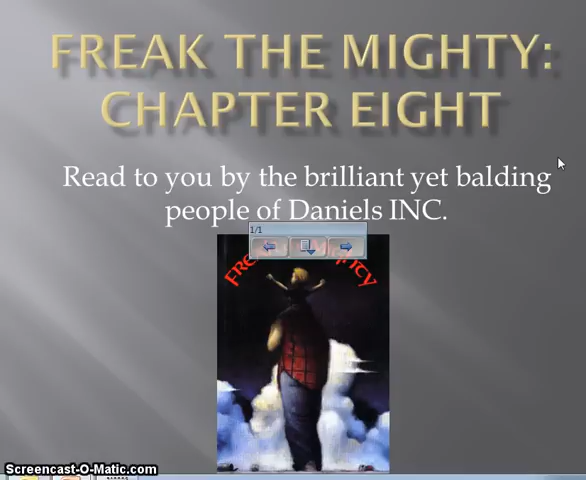 FREAK THE MIGHTY:
CHAPTER EIGHT
Read to you by the brilliant yet balding
people of Daniels INC.
1/1
Screencast-O-Matic.com